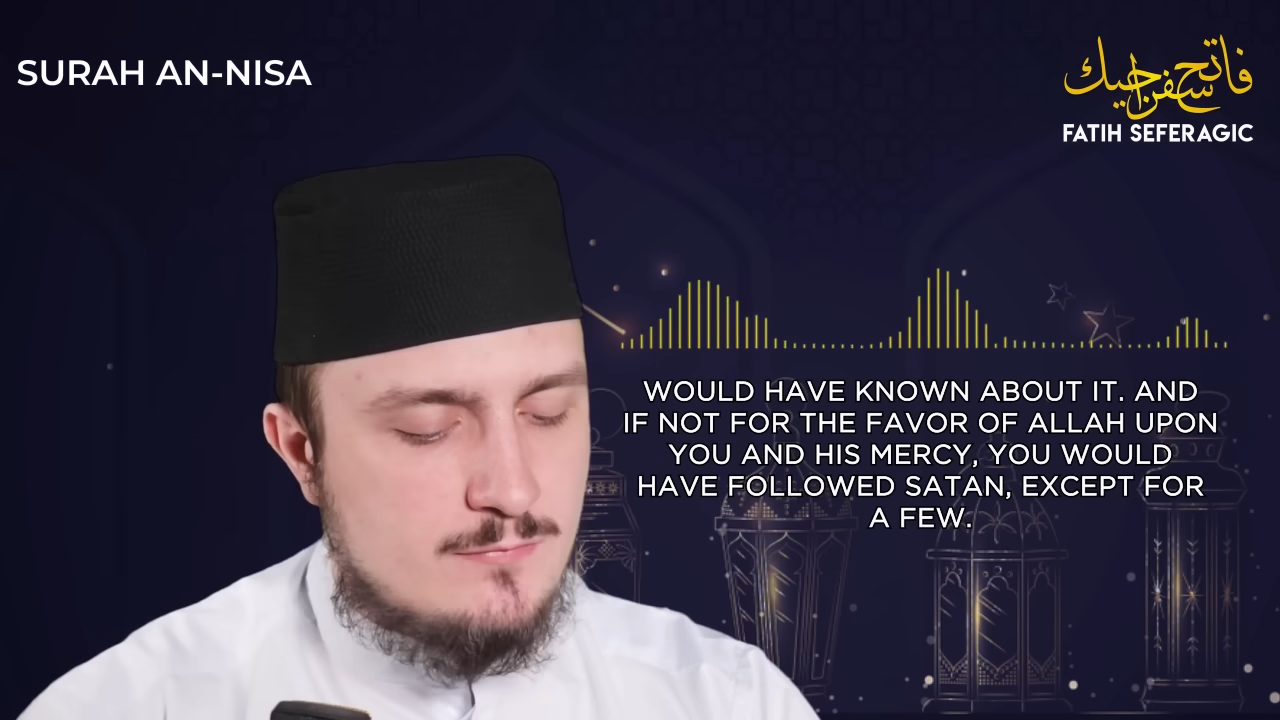 SURAH AN-NISA
فاتح سفراجيك
FATIH SEFERAGIC
WOULD HAVE KNOWN ABOUT IT. AND
IF NOT FOR THE FAVOR OF ALLAH UPON
YOU AND HIS MERCY, YOU WOULD
HAVE FOLLOWED SATAN, EXCEPT FOR
A FEW.